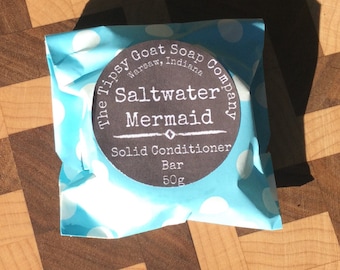 The Tipsy Goat Soap Company
Warsaw, Indiana
Saltwater
Mermaid
Solid Conditioner
Bar
50g